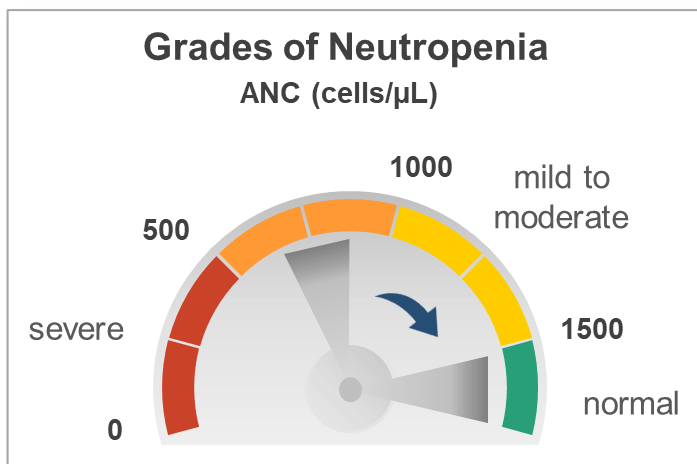 Grades of Neutropenia
ANC (cells/µL)
1000
mild to
moderate
500
severe
1500
normal
0